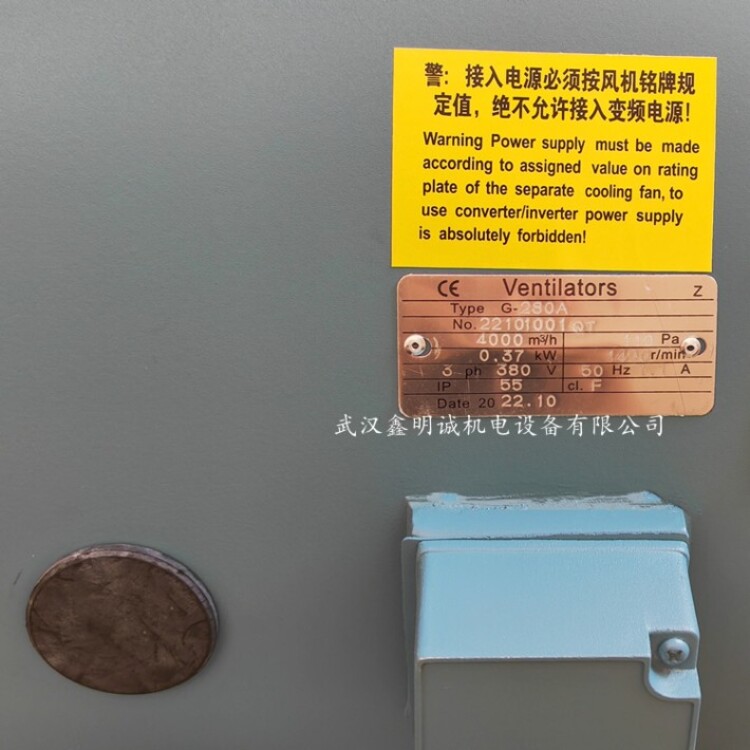 警: 接入电源必须按风机铭牌规
定值，绝不允许接入变频电源!
Warning Power supply must be made
according to assigned value on rating
plate of the separate cooling fan, to
use converter/inverter power supply
is absolutely forbidden!
CE Ventilators Z
Type G-280A
No. 22101001 QT
4000 m³/h Pa
0.37 kW r/min
3 ph 380 V 50 Hz A
IP 55 cl. F
Date 20 22.10
武汉鑫明诚机电设备有限公司